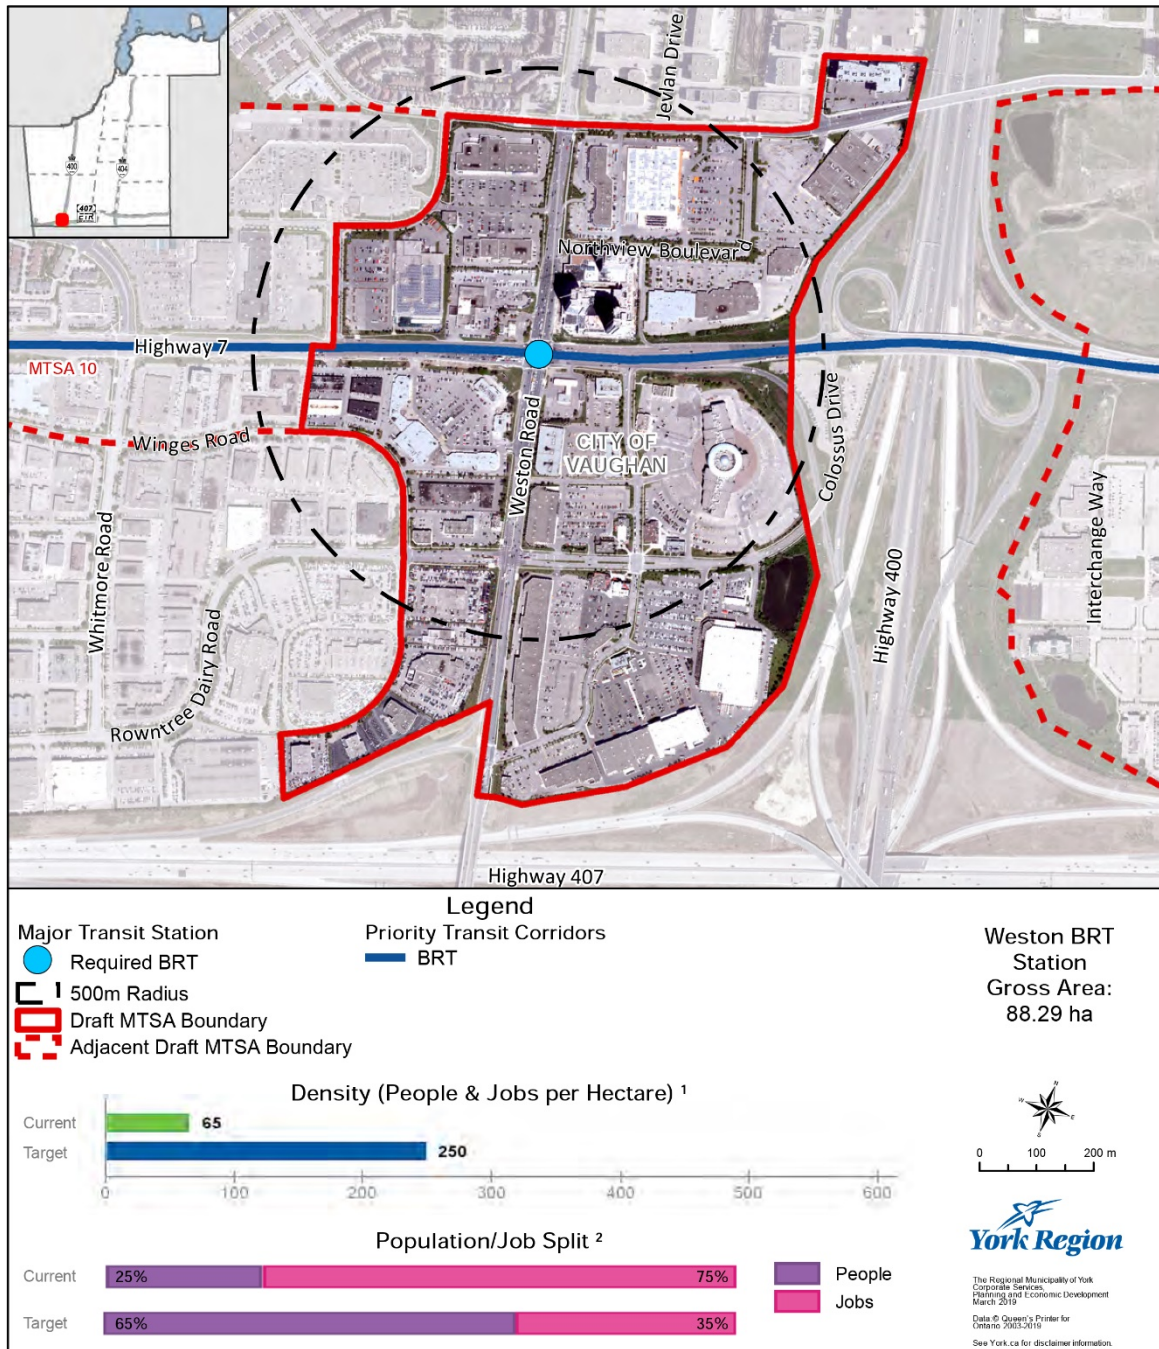 400
404
407
ETR
Jevlan Drive
Northview Boulevard
Highway 7
MTSA 10
Winges Road
Weston Road
CITY OF
VAUGHAN
Colossus Drive
Whitmore Road
Rowntree Dairy Road
Highway 400
Interchange Way
Highway 407
Legend
Major Transit Station
Required BRT
500m Radius
Draft MTSA Boundary
Adjacent Draft MTSA Boundary
Priority Transit Corridors
BRT
Weston BRT
Station
Gross Area:
88.29 ha
Density (People & Jobs per Hectare) ¹
Current 65
Target 250
0 100 200 300 400 500 600
N
W E
S
0 100 200 m
Population/Job Split ²
Current 25% 75%
Target 65% 35%
People
Jobs
York Region
The Regional Municipality of York
Corporate Services,
Planning and Economic Development
March 2019
Data:© Queen's Printer for
Ontario 2003-2019
See York.ca for disclaimer information.